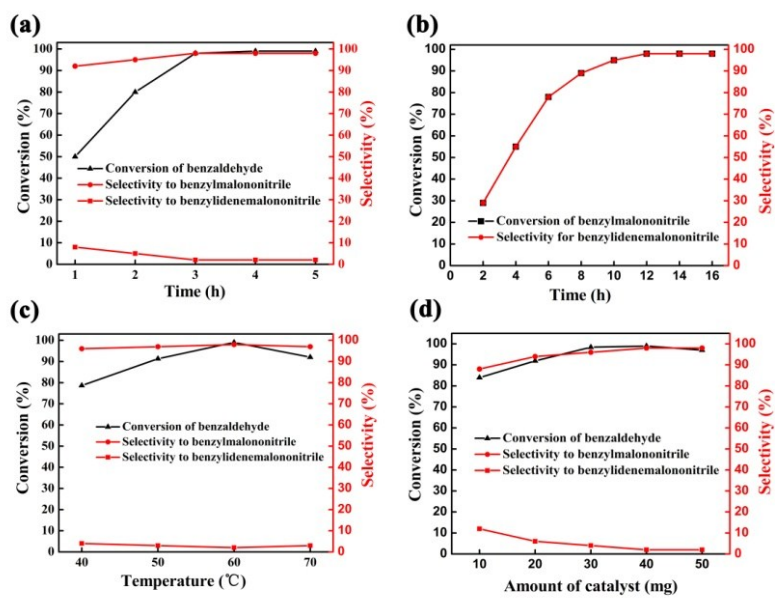 (a)
100
90
80
70
60
50
40
30
20
10
0
Conversion (%)
Conversion of benzaldehyde
Selectivity to benzylmalononitrile
Selectivity to benzylidenemalononitrile
100
90
80
70
60
50
40
30
20
10
0
Selectivity (%)
1 2 3 4 5
Time (h)
(b)
100
90
80
70
60
50
40
30
20
10
0
Conversion (%)
Conversion of benzylmalononitrile
Selectivity for benzylidenemalononitrile
100
90
80
70
60
50
40
30
20
10
0
Selectivity (%)
0 2 4 6 8 10 12 14 16
Time (h)
(c)
100
90
80
70
60
50
40
30
20
10
0
Conversion (%)
Conversion of benzaldehyde
Selectivity to benzylmalononitrile
Selectivity to benzylidenemalononitrile
100
90
80
70
60
50
40
30
20
10
0
Selectivity (%)
40 50 60 70
Temperature (℃)
(d)
100
90
80
70
60
50
40
30
20
10
0
Conversion (%)
Conversion of benzaldehyde
Selectivity to benzylmalononitrile
Selectivity to benzylidenemalononitrile
100
90
80
70
60
50
40
30
20
10
0
Selectivity (%)
10 20 30 40 50
Amount of catalyst (mg)